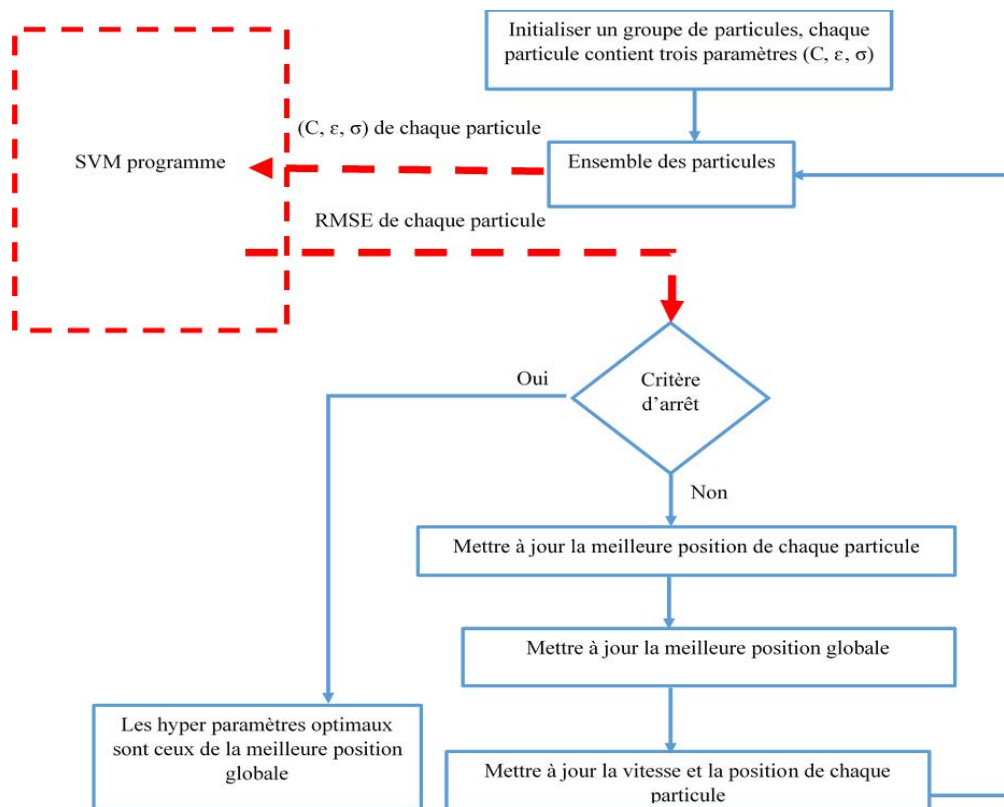 Initialiser un groupe de particules, chaque
particule contient trois paramètres (C, ε, σ)
(C, ε, σ) de chaque particule
SVM programme
Ensemble des particules
RMSE de chaque particule
Critère
d’arrêt
Oui
Non
Mettre à jour la meilleure position de chaque particule
Mettre à jour la meilleure position globale
Les hyper paramètres optimaux
sont ceux de la meilleure position
globale
Mettre à jour la vitesse et la position de chaque
particule